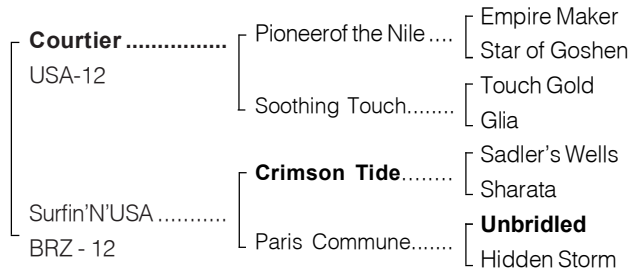 Empire Maker
Courtier ................ Pioneerof the Nile .... Star of Goshen
USA-12
Touch Gold
Soothing Touch........ Glia
Sadler's Wells
Crimson Tide........ Sharata
Surfin'N'USA ...........
Unbridled
BRZ - 12 Paris Commune....... Hidden Storm